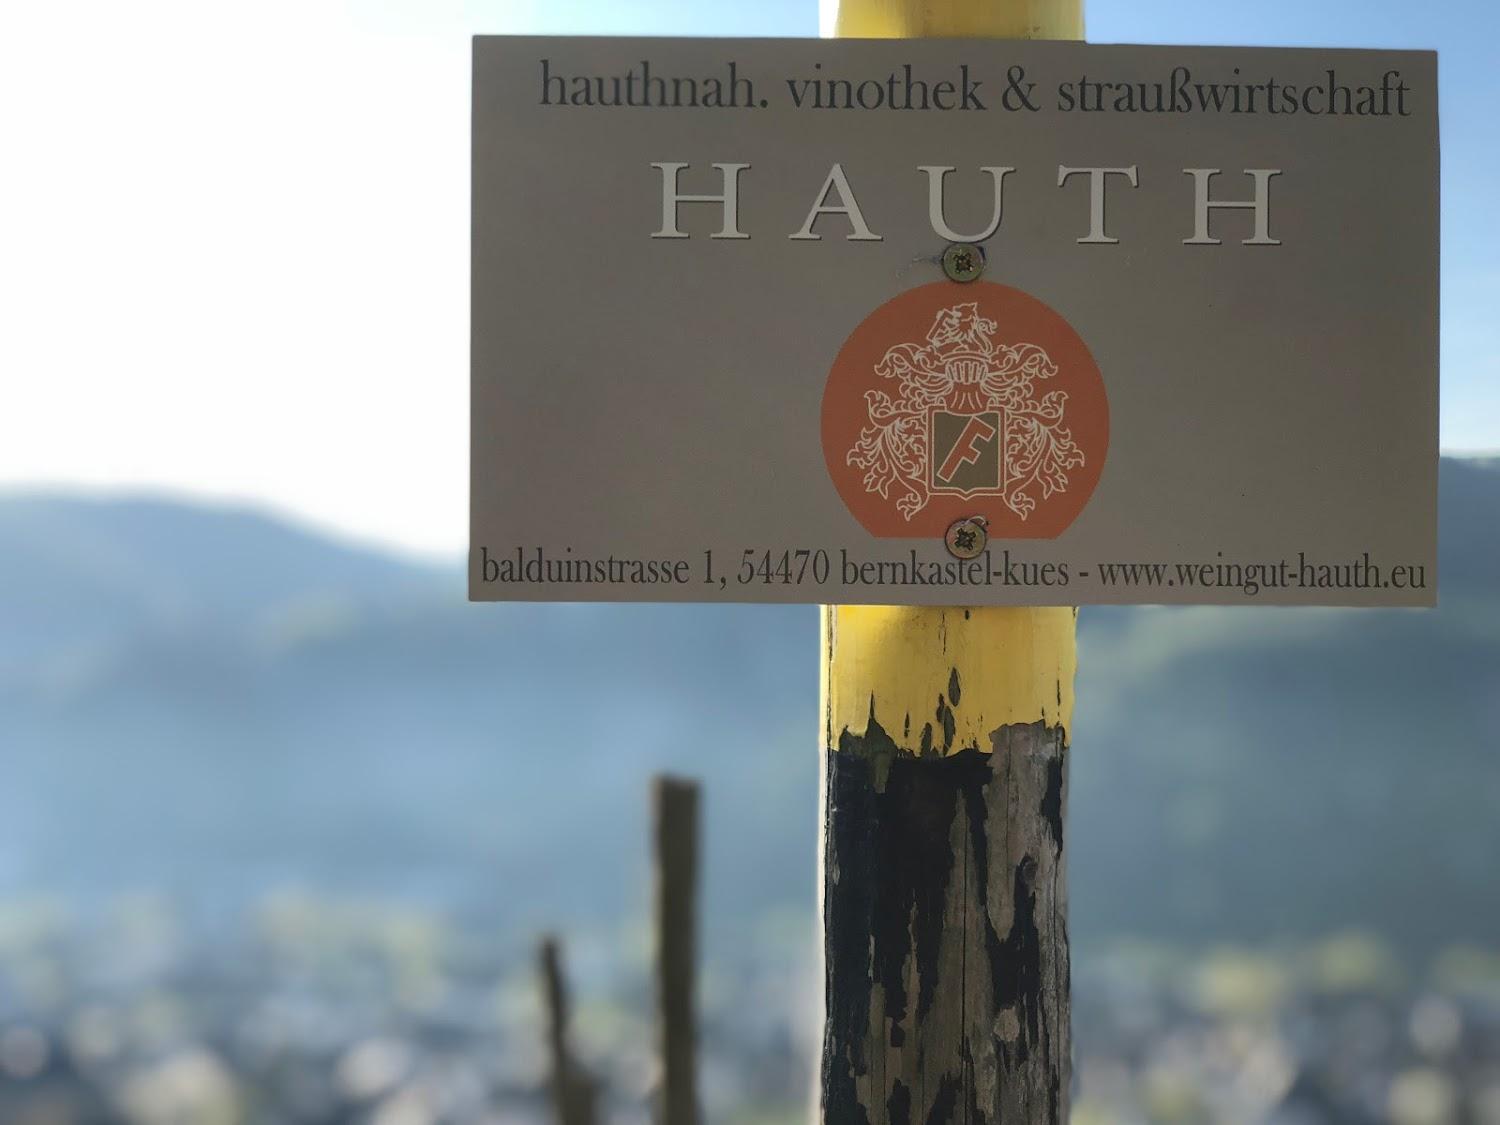 hauthnah. vinothek & straußwirtschaft
HAUTH
F
balduinstrasse 1, 54470 bernkastel-kues - www.weingut-hauth.eu